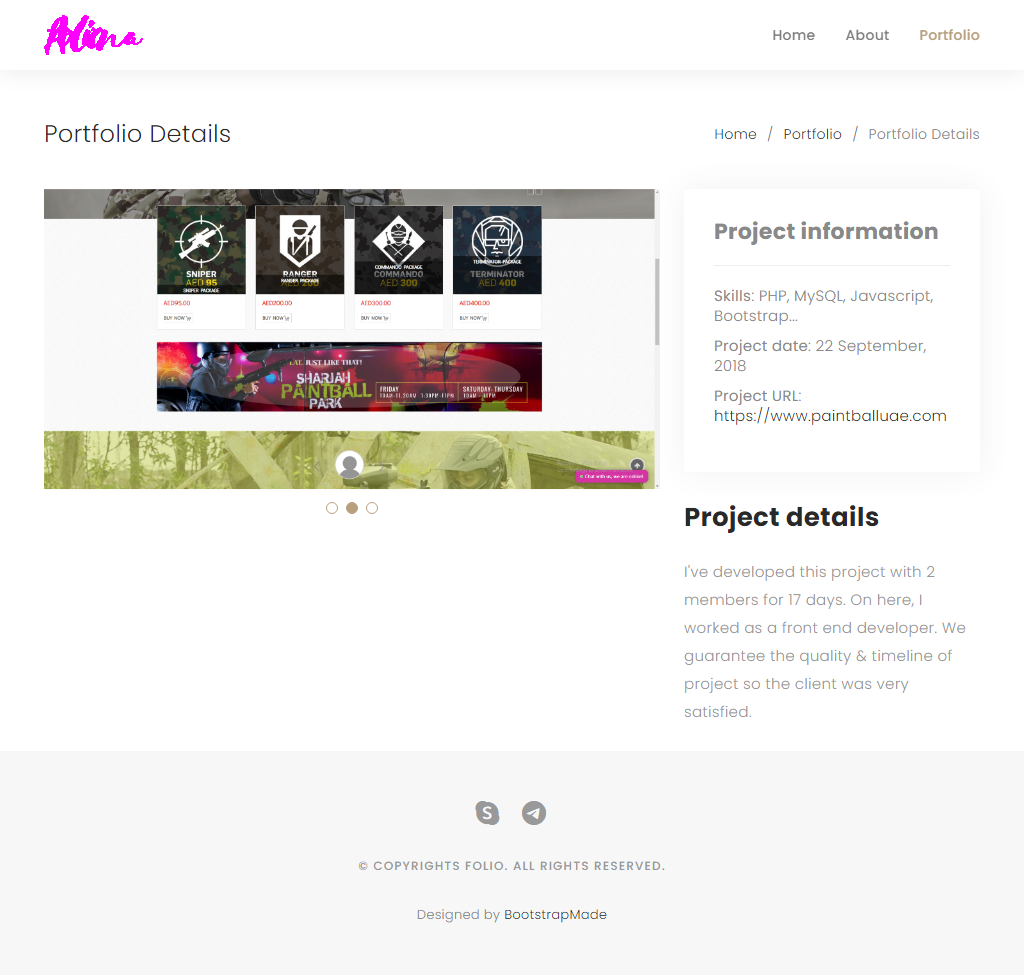 Alina
Home About Portfolio
Portfolio Details
Home / Portfolio / Portfolio Details
SNIPER
AED 95
SNIPER PACKAGE
AED95.00
BUY NOW
RANGER
RANGER PACKAGE
AED200.00
BUY NOW
COMMANDO PACKAGE
COMMANDO
AED 300
AED300.00
BUY NOW
TERMINATOR PACKAGE
TERMINATOR
AED 400
AED400.00
BUY NOW
EAT, JUST LIKE THAT!
SHARJAH
PAINTBALL
PARK
FRIDAY
SATURDAY- THURSDAY
Chat with us, we are online!
Project information
Skills: PHP, MySQL, Javascript,
Bootstrap...
Project date: 22 September,
2018
Project URL:
https://www.paintballuae.com
Project details
I've developed this project with 2
members for 17 days. On here, I
worked as a front end developer. We
guarantee the quality & timeline of
project so the client was very
satisfied.
© COPYRIGHTS FOLIO. ALL RIGHTS RESERVED.
Designed by BootstrapMade